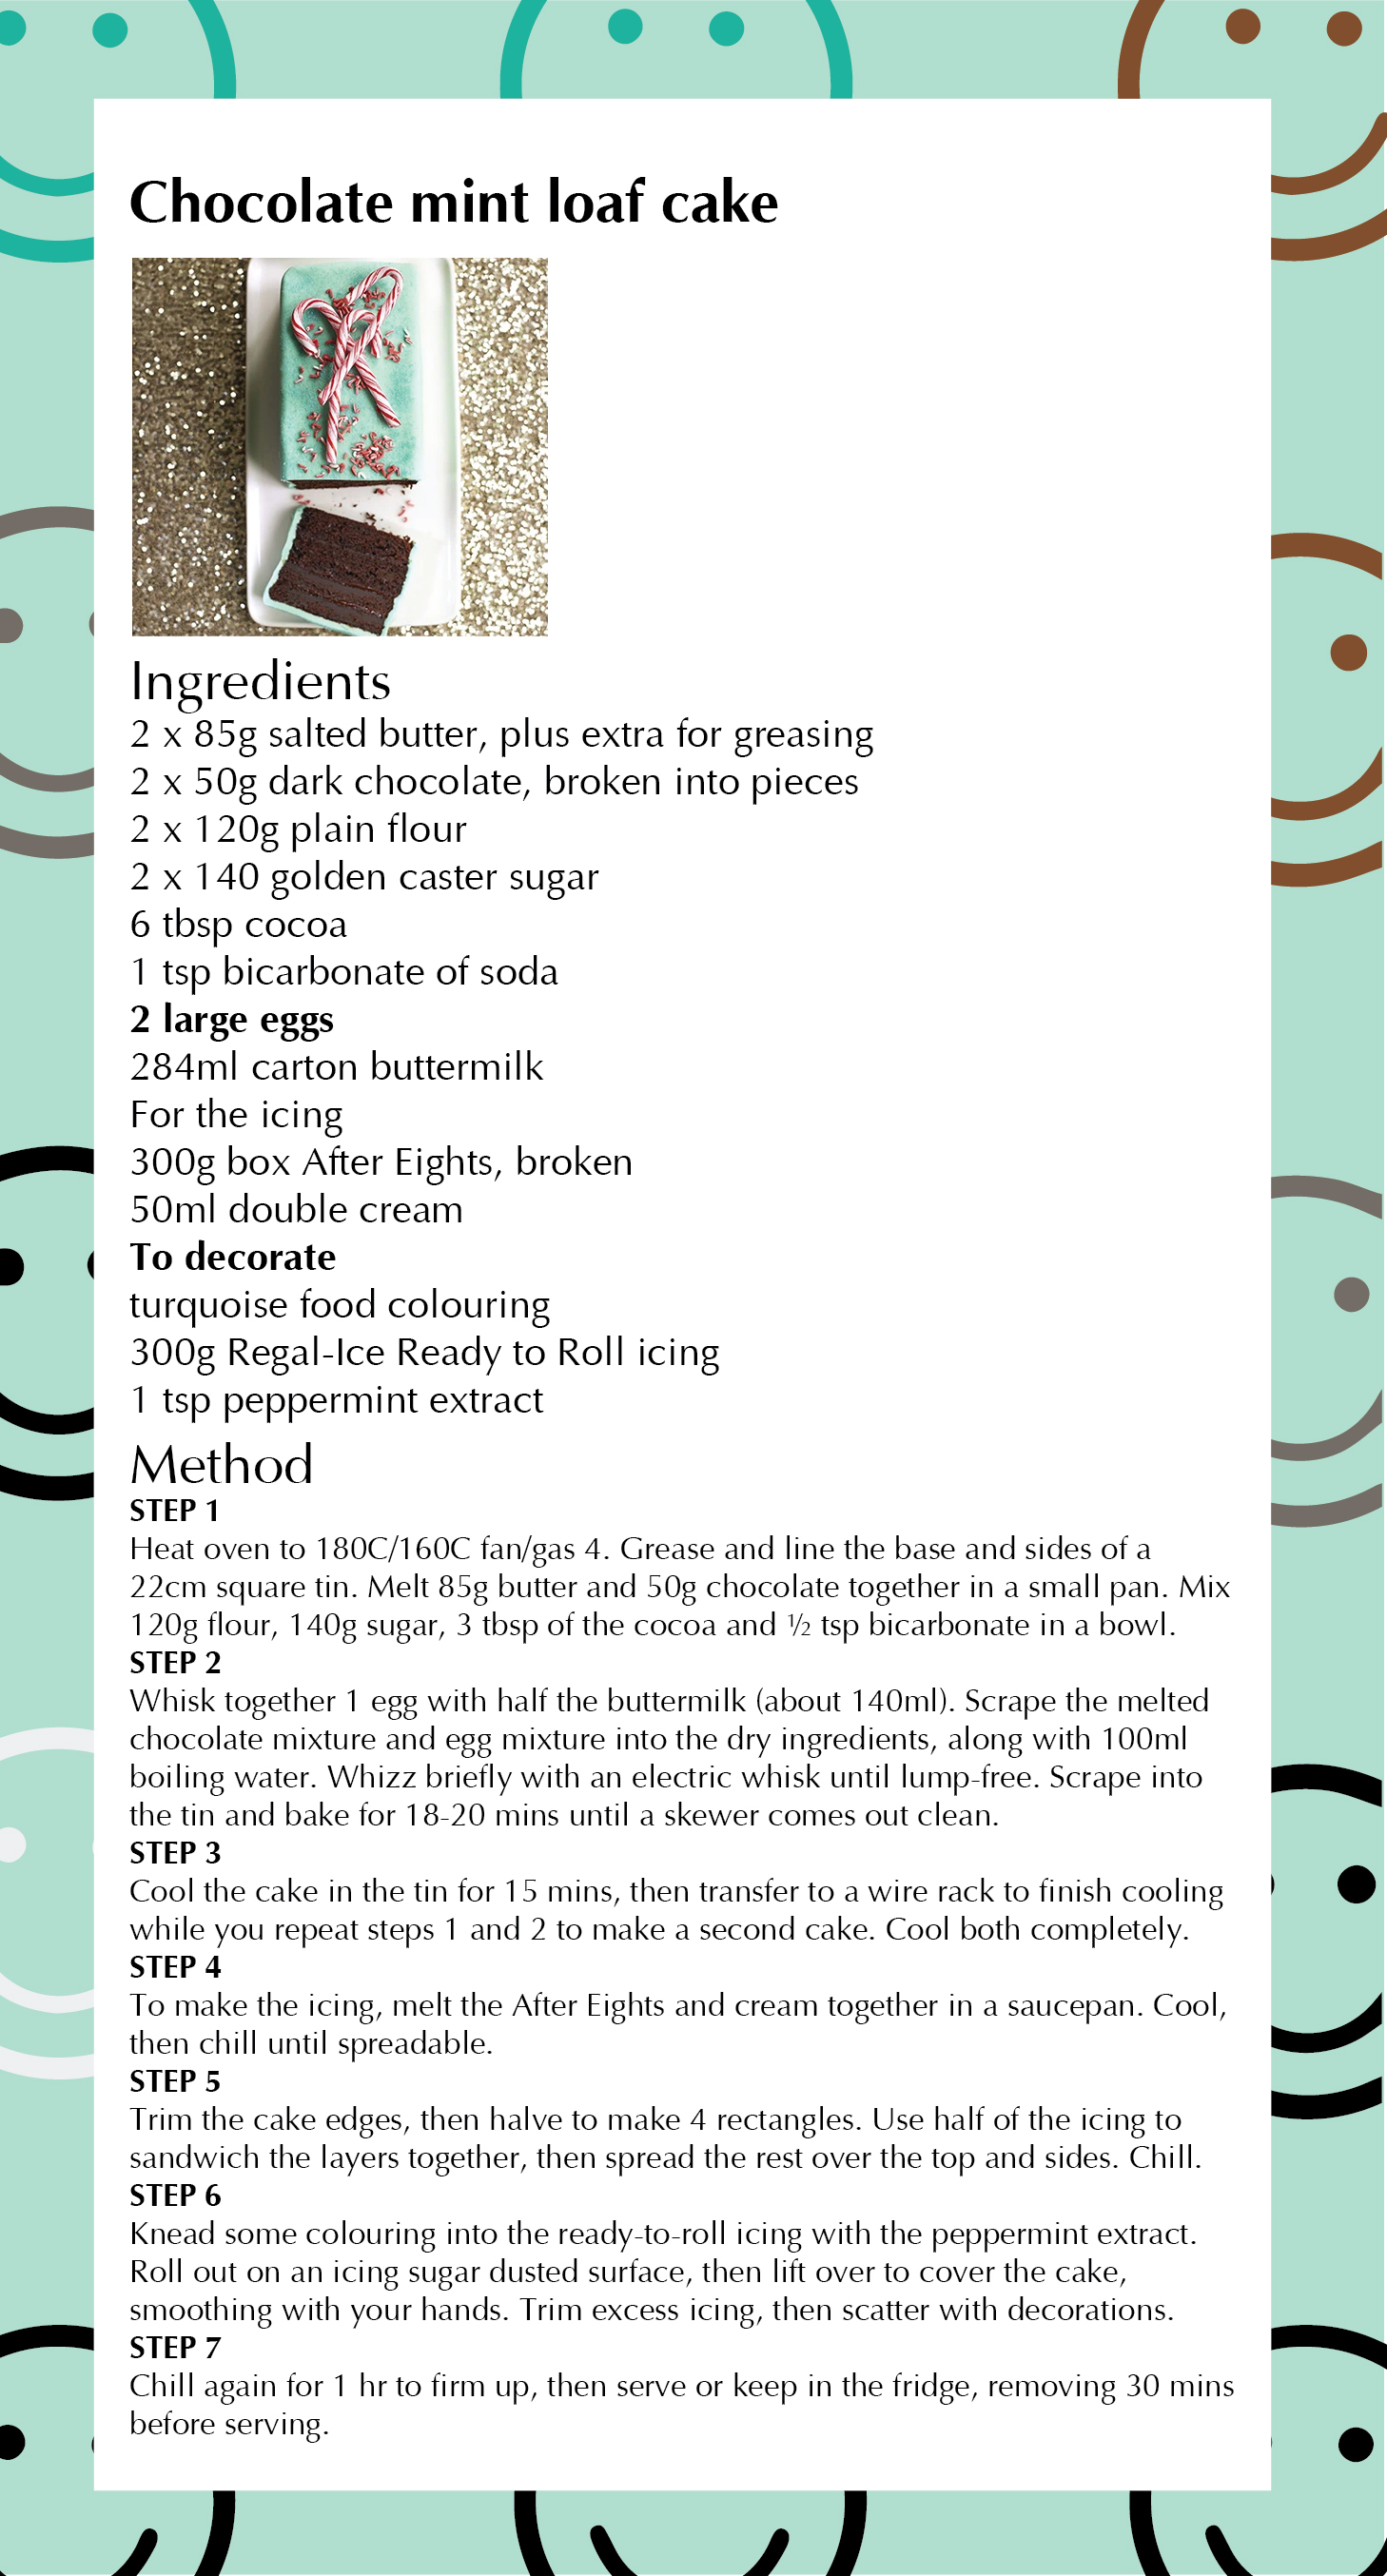 Chocolate mint loaf cake
Ingredients
2 x 85g salted butter, plus extra for greasing
2 x 50g dark chocolate, broken into pieces
2 x 120g plain flour
2 x 140 golden caster sugar
6 tbsp cocoa
1 tsp bicarbonate of soda
2 large eggs
284ml carton buttermilk
For the icing
300g box After Eights, broken
50ml double cream
To decorate
turquoise food colouring
300g Regal-Ice Ready to Roll icing
1 tsp peppermint extract
Method
STEP 1
Heat oven to 180C/160C fan/gas 4. Grease and line the base and sides of a
22cm square tin. Melt 85g butter and 50g chocolate together in a small pan. Mix
120g flour, 140g sugar, 3 tbsp of the cocoa and ½ tsp bicarbonate in a bowl.
STEP 2
Whisk together 1 egg with half the buttermilk (about 140ml). Scrape the melted
chocolate mixture and egg mixture into the dry ingredients, along with 100ml
boiling water. Whizz briefly with an electric whisk until lump-free. Scrape into
the tin and bake for 18-20 mins until a skewer comes out clean.
STEP 3
Cool the cake in the tin for 15 mins, then transfer to a wire rack to finish cooling
while you repeat steps 1 and 2 to make a second cake. Cool both completely.
STEP 4
To make the icing, melt the After Eights and cream together in a saucepan. Cool,
then chill until spreadable.
STEP 5
Trim the cake edges, then halve to make 4 rectangles. Use half of the icing to
sandwich the layers together, then spread the rest over the top and sides. Chill.
STEP 6
Knead some colouring into the ready-to-roll icing with the peppermint extract.
Roll out on an icing sugar dusted surface, then lift over to cover the cake,
smoothing with your hands. Trim excess icing, then scatter with decorations.
STEP 7
Chill again for 1 hr to firm up, then serve or keep in the fridge, removing 30 mins
before serving.